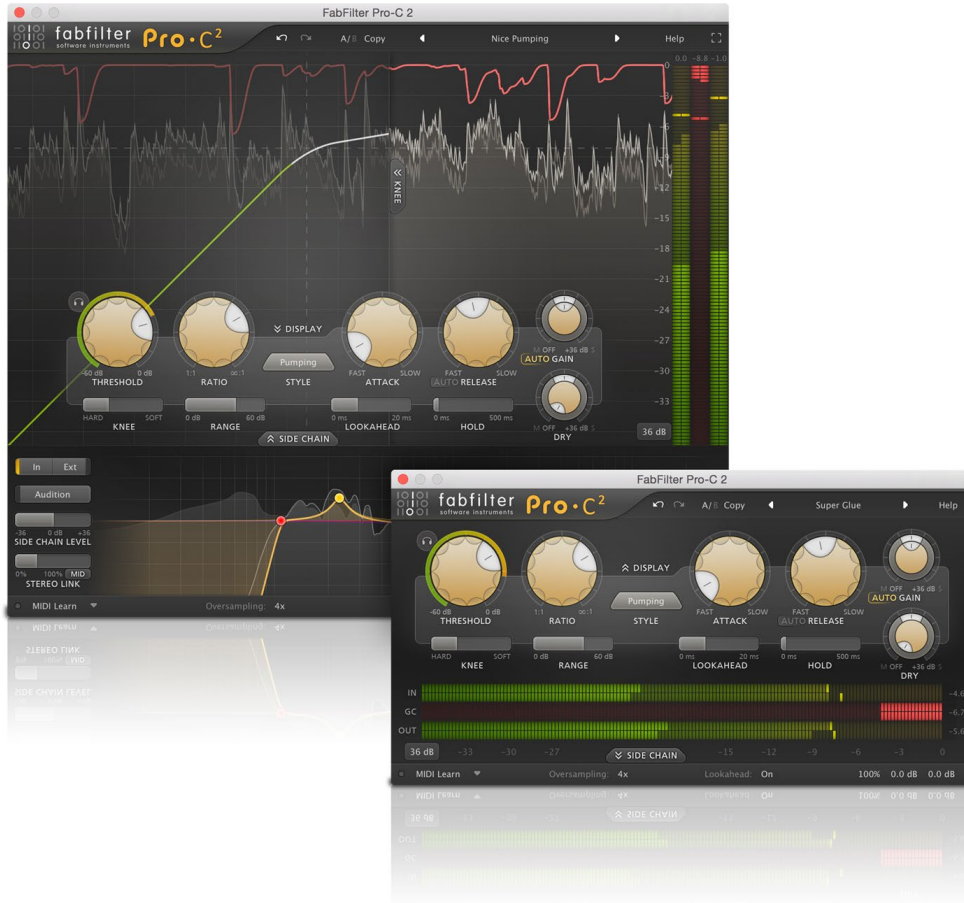 FabFilter Pro-C 2
fabfilter
software instruments
Pro·C²
A/B Copy
Nice Pumping
Help
0.0 -8.8 -1.0
0
-3
-6
-9
-12
-15
-18
-21
-24
-27
-30
-33
36 dB
KNEE
-60 dB 0 dB
THRESHOLD
1:1 ∞:1
RATIO
DISPLAY
Pumping
STYLE
FAST SLOW
ATTACK
FAST SLOW
AUTO RELEASE
M OFF +36 dB S
AUTO GAIN
HARD SOFT
KNEE
0 dB 60 dB
RANGE
0 ms 20 ms
LOOKAHEAD
0 ms 500 ms
HOLD
M OFF +36 dB S
DRY
SIDE CHAIN
In Ext
Audition
-36 0 dB +36
SIDE CHAIN LEVEL
0% 100% MID
STEREO LINK
MIDI Learn
Oversampling: 4x
FabFilter Pro-C 2
fabfilter
software instruments
Pro·C²
A/B Copy
Super Glue
Help
-60 dB 0 dB
THRESHOLD
1:1 ∞:1
RATIO
DISPLAY
Pumping
STYLE
FAST SLOW
ATTACK
FAST SLOW
AUTO RELEASE
M OFF +36 dB S
AUTO GAIN
HARD SOFT
KNEE
0 dB 60 dB
RANGE
0 ms 20 ms
LOOKAHEAD
0 ms 500 ms
HOLD
M OFF +36 dB S
DRY
IN
GC
OUT
36 dB -33 -30 -27
SIDE CHAIN
-15 -12 -9 -6 -3 0
MIDI Learn
Oversampling: 4x
Lookahead: On
100% 0.0 dB 0.0 dB